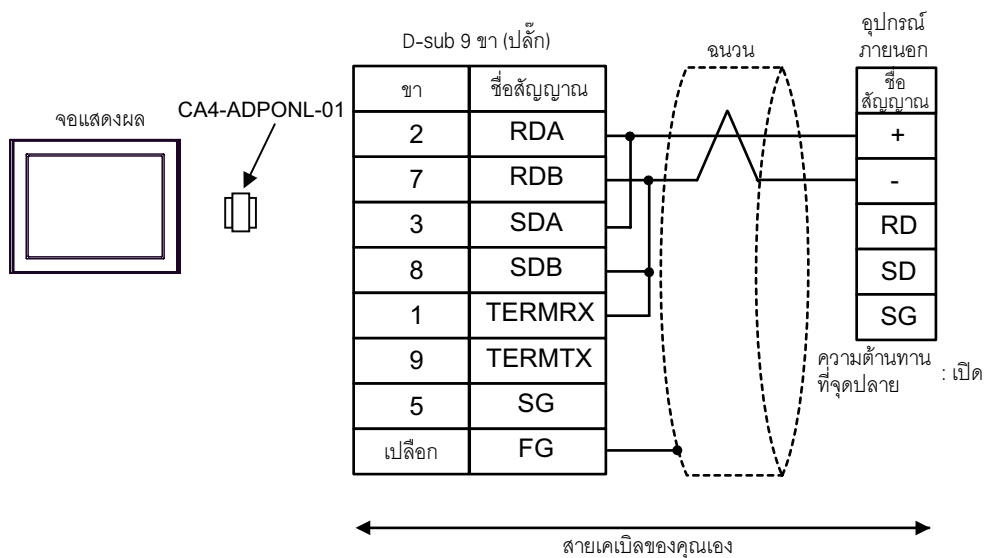 D-sub 9 ขา (ปลั๊ก)
ฉนวน
อุปกรณ์
ภายนอก
จอแสดงผล
CA4-ADPONL-01
ขา ชื่อสัญญาณ
2 RDA
7 RDB
3 SDA
8 SDB
1 TERMRX
9 TERMTX
5 SG
เปลือก FG
ชื่อ
สัญญาณ
+
-
RD
SD
SG
ความต้านทาน
ที่จุดปลาย : เปิด
สายเคเบิลของคุณเอง